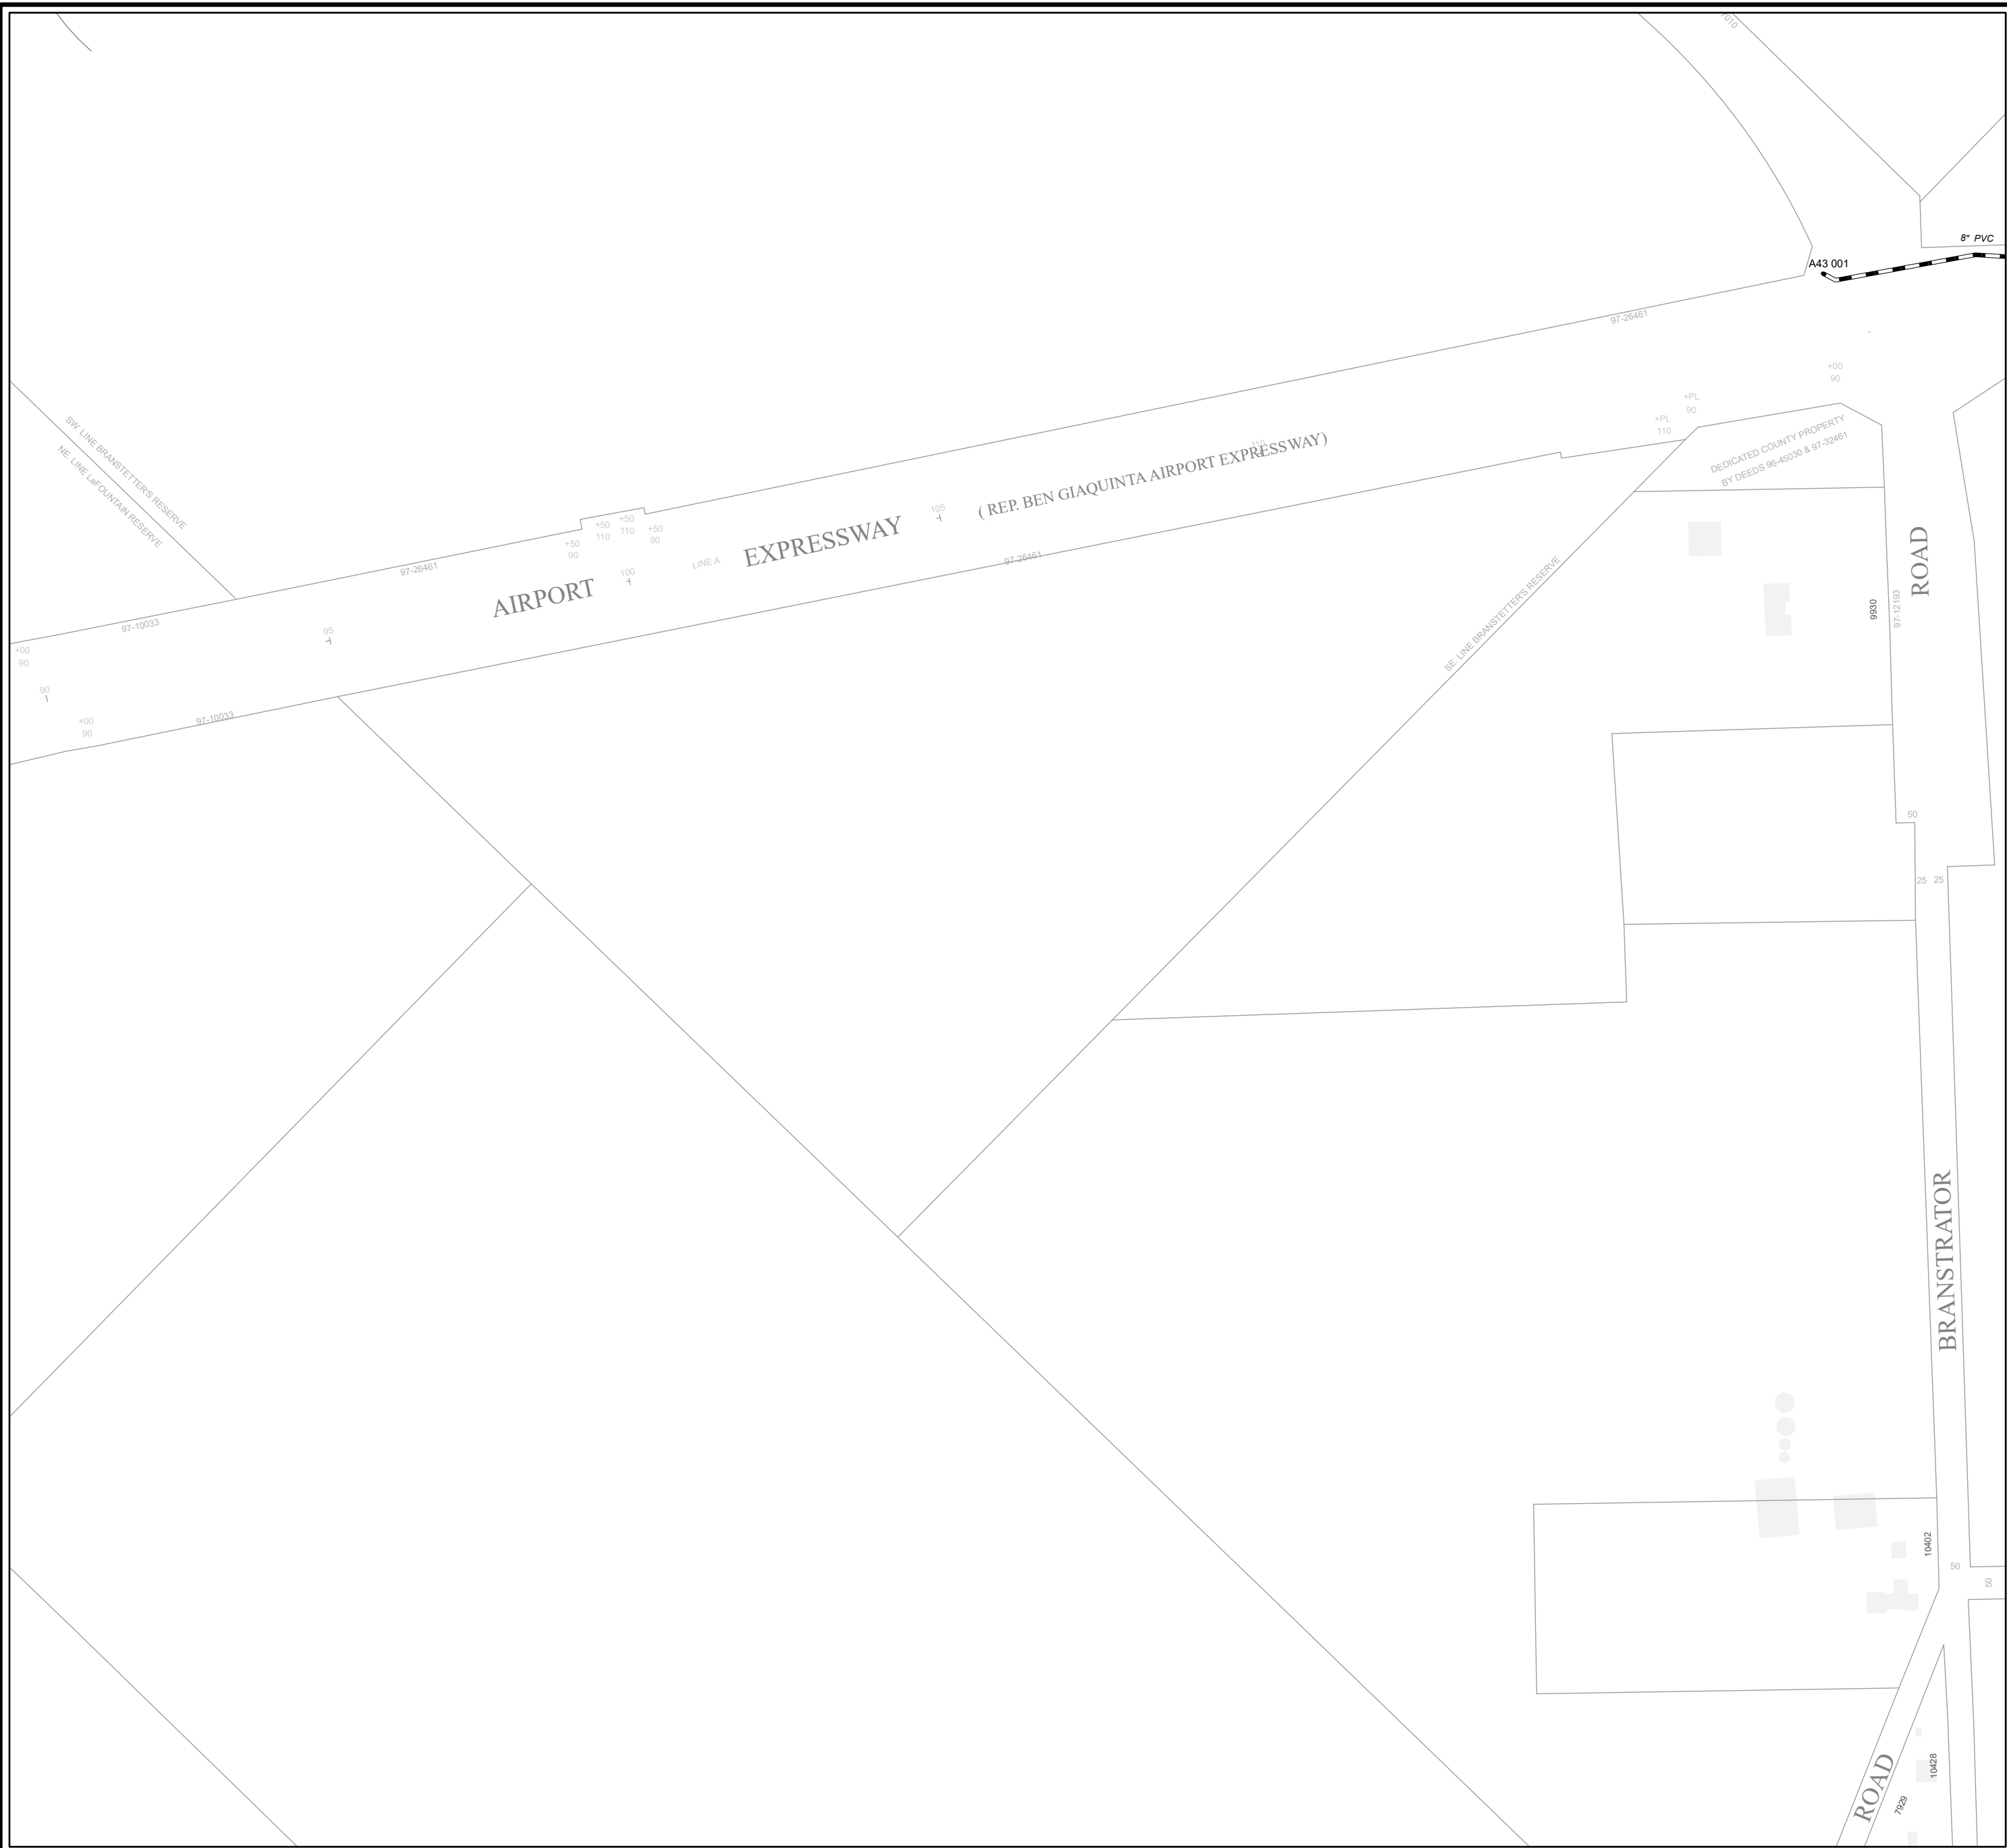 7010
8" PVC
A43 001
97-26461
+00
90
+PL
90
+PL
110
DEDICATED COUNTY PROPERTY
BY DEEDS 96-45030 & 97-32461
SW. LINE BRANSTETTER'S RESERVE
NE. LINE LaFOUNTAIN RESERVE
110
( REP. BEN GIAQUINTA AIRPORT EXPRESSWAY)
105
EXPRESSWAY
+50
110
+50
110
+50
90
+50
90
LINE A
100
AIRPORT
97-26461
97-26461
ROAD
9930
97-12193
SE. LINE BRANSTETTER'S RESERVE
97-10033
95
+00
90
90
+00
90
97-10033
50
25 25
BRANSTRATOR
10402
50
50
ROAD
10428
7929